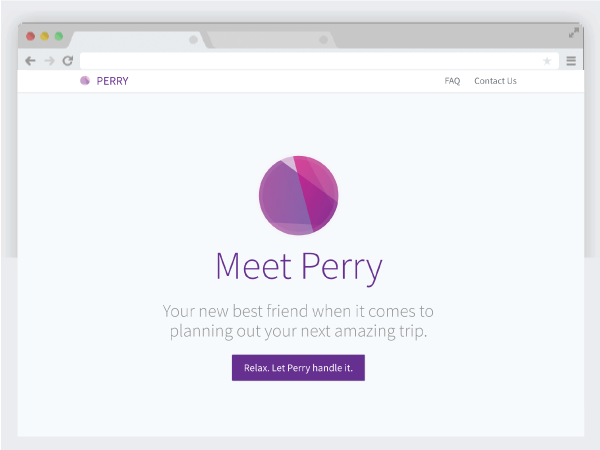 PERRY
FAQ
Contact Us
Meet Perry
Your new best friend when it comes to
planning out your next amazing trip.
Relax. Let Perry handle it.